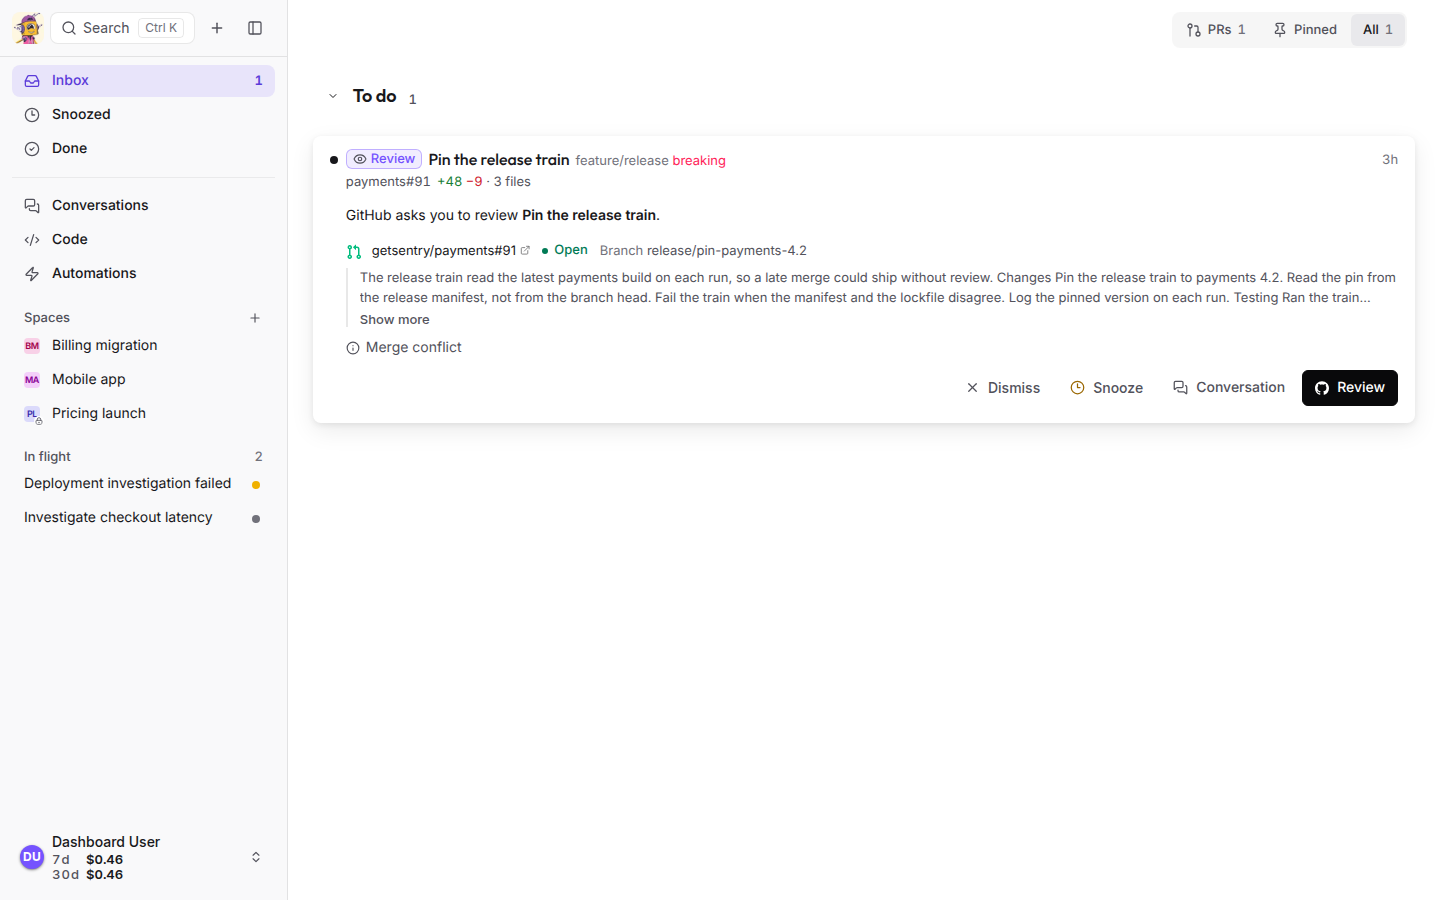 Search Ctrl K
PRs 1 Pinned All 1
Inbox 1
Snoozed
Done
Conversations
Code
Automations
Spaces
BM Billing migration
MA Mobile app
PL Pricing launch
In flight 2
Deployment investigation failed
Investigate checkout latency
DU Dashboard User
7d $0.46
30d $0.46
To do 1
Review Pin the release train feature/release breaking 3h
payments#91 +48 −9 · 3 files
GitHub asks you to review Pin the release train.
getsentry/payments#91 Open Branch release/pin-payments-4.2
The release train read the latest payments build on each run, so a late merge could ship without review. Changes Pin the release train to payments 4.2. Read the pin from
the release manifest, not from the branch head. Fail the train when the manifest and the lockfile disagree. Log the pinned version on each run. Testing Ran the train...
Show more
Merge conflict
Dismiss Snooze Conversation Review